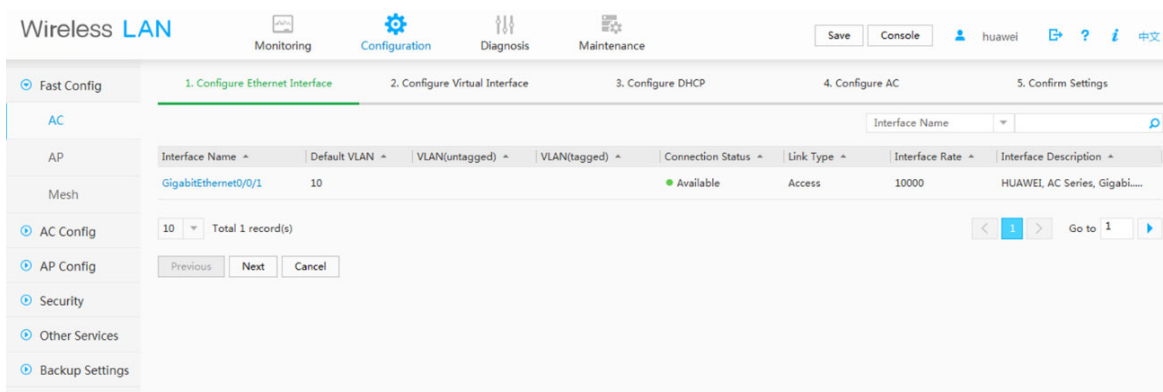 Wireless LAN
Monitoring Configuration Diagnosis Maintenance
Save Console huawei ? i 中文
Fast Config
1. Configure Ethernet Interface 2. Configure Virtual Interface 3. Configure DHCP 4. Configure AC 5. Confirm Settings
AC
Interface Name
AP
Interface Name Default VLAN VLAN(untagged) VLAN(tagged) Connection Status Link Type Interface Rate Interface Description
GigabitEthernet0/0/1 10 Available Access 10000 HUAWEI, AC Series, Gigabi.....
Mesh
AC Config
10 Total 1 record(s) < 1 > Go to 1
AP Config
Previous Next Cancel
Security
Other Services
Backup Settings